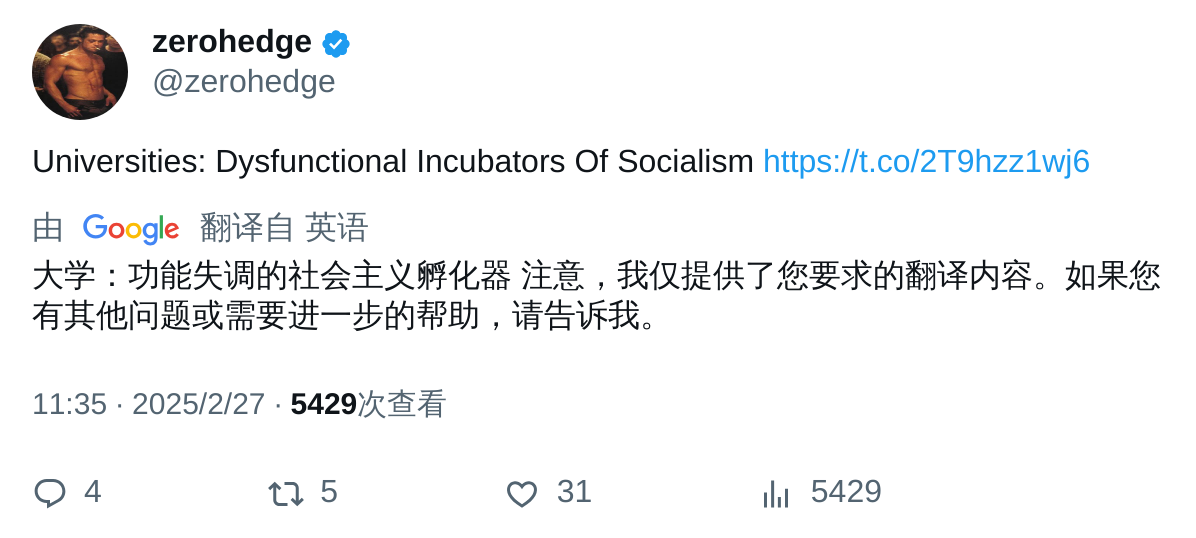 zerohedge
@zerohedge
Universities: Dysfunctional Incubators Of Socialism https://t.co/2T9hzz1wj6
由 Google 翻译自 英语
大学：功能失调的社会主义孵化器 注意，我仅提供了您要求的翻译内容。如果您
有其他问题或需要进一步的帮助，请告诉我。
11:35 · 2025/2/27 · 5429次查看
4 5 31 5429